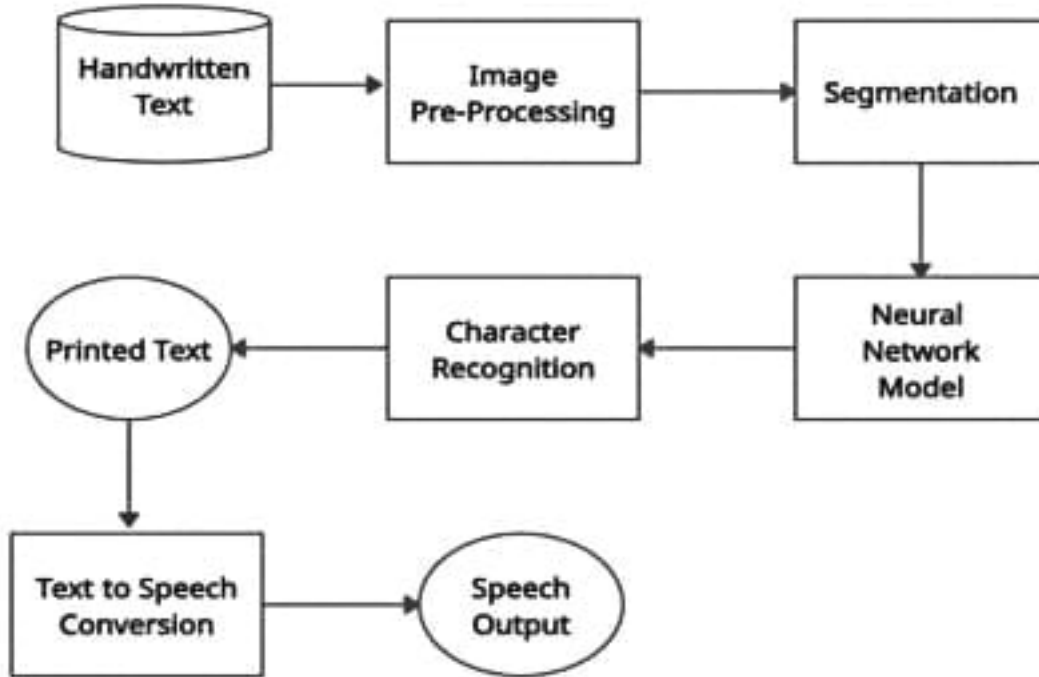 Handwritten
Text
Image
Pre-Processing
Segmentation
Neural
Network
Model
Character
Recognition
Printed Text
Text to Speech
Conversion
Speech
Output